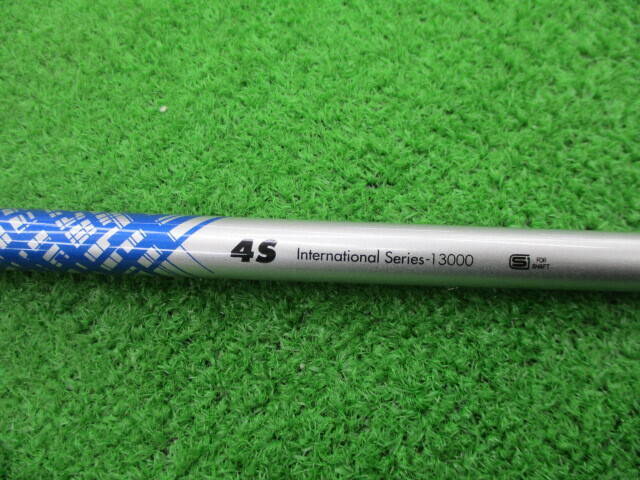 4S International Series-13000
FOR
SHAFT